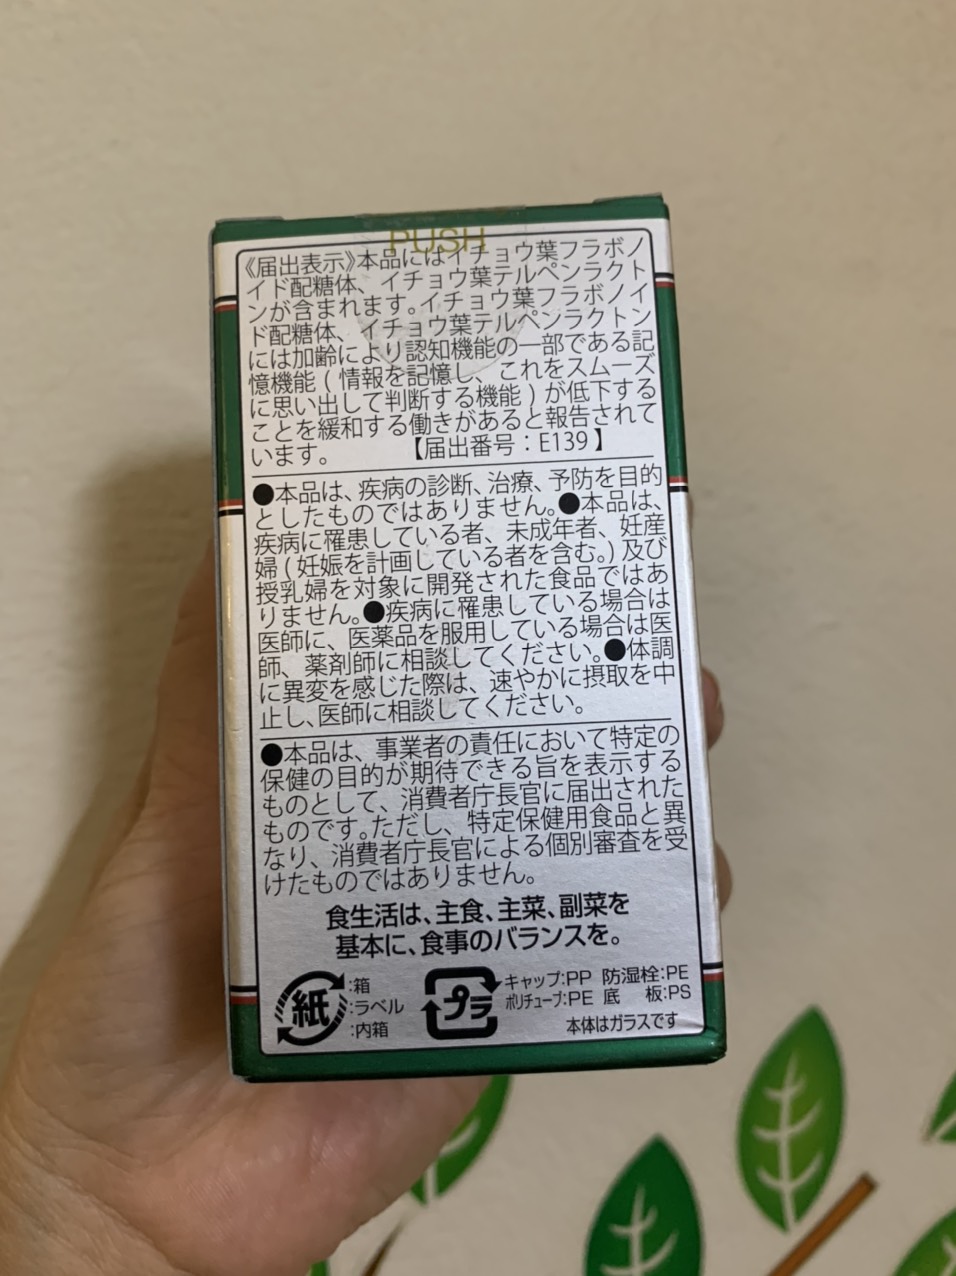 PUSH
《届出表示》本品にはイチョウ葉フラボノ
イド配糖体、イチョウ葉テルペンラクト
ンが含まれます。イチョウ葉フラボノイ
ド配糖体、イチョウ葉テルペンラクトン
には加齢により認知機能の一部である記
憶機能(情報を記憶し、これをスムーズ
に思い出して判断する機能)が低下する
ことを緩和する働きがあると報告されて
います。 【届出番号:E139】
●本品は、疾病の診断、治療、予防を目的
としたものではありません。●本品は、
疾病に罹患している者、未成年者、妊産
婦(妊娠を計画している者を含む。)及び
授乳婦を対象に開発された食品ではあ
りません。●疾病に罹患している場合は
医師に、医薬品を服用している場合は医
師、薬剤師に相談してください。●体調
に異変を感じた際は、速やかに摂取を中
止し、医師に相談してください。
●本品は、事業者の責任において特定の
保健の目的が期待できる旨を表示する
ものとして、消費者庁長官に届出された
ものです。ただし、特定保健用食品と異
なり、消費者庁長官による個別審査を受
けたものではありません。
食生活は、主食、主菜、副菜を
基本に、食事のバランスを。
紙 :箱
:ラベル
:内箱
プラ キャップ:PP 防湿栓:PE
ポリチューブ:PE 底 板:PS
本体はガラスです